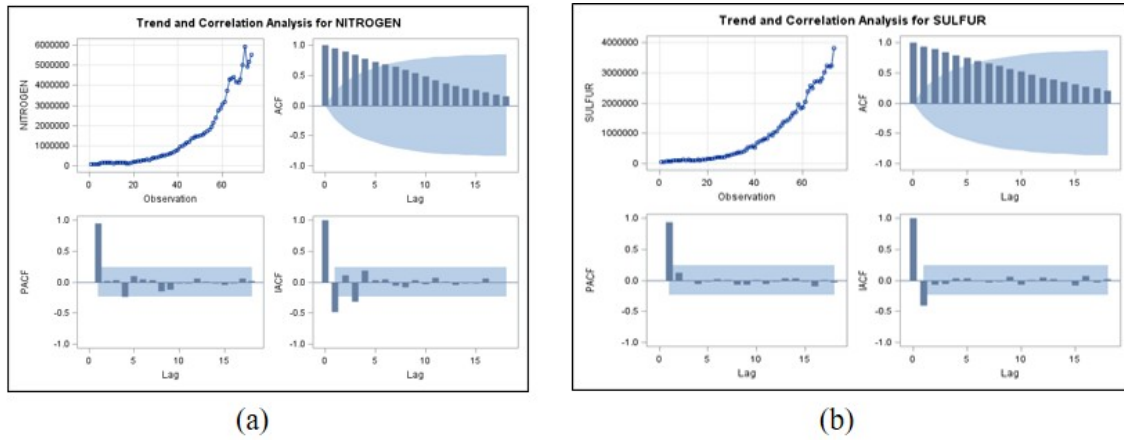 Trend and Correlation Analysis for NITROGEN
NITROGEN
6000000
5000000
4000000
3000000
2000000
1000000
0
0 20 40 60
Observation
ACF
1.0
0.5
0.0
-0.5
-1.0
0 5 10 15
Lag
PACF
1.0
0.5
0.0
-0.5
-1.0
0 5 10 15
Lag
IACF
1.0
0.5
0.0
-0.5
-1.0
0 5 10 15
Lag
(a)
Trend and Correlation Analysis for SULFUR
SULFUR
4000000
3000000
2000000
1000000
0
0 20 40 60
Observation
ACF
1.0
0.5
0.0
-0.5
-1.0
0 5 10 15
Lag
PACF
1.0
0.5
0.0
-0.5
-1.0
0 5 10 15
Lag
IACF
1.0
0.5
0.0
-0.5
-1.0
0 5 10 15
Lag
(b)